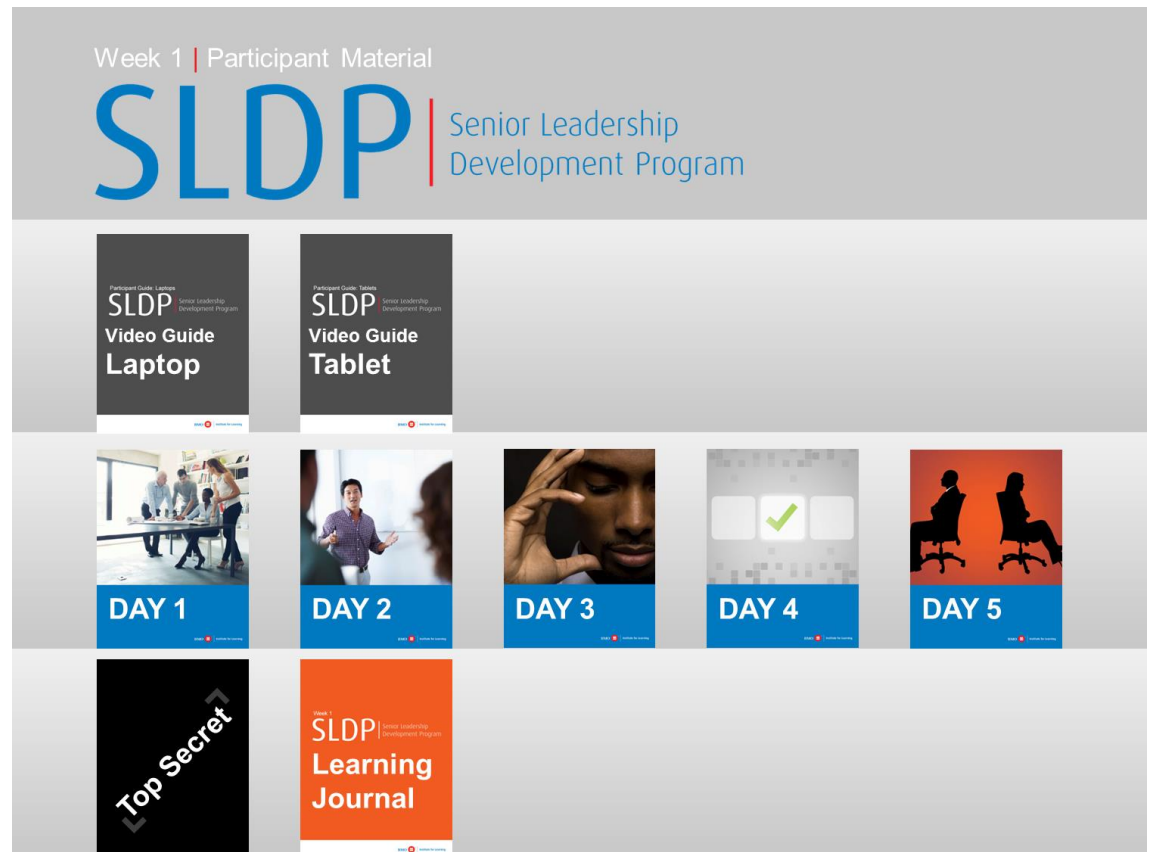 Week 1 | Participant Material
SLDP | Senior Leadership
Development Program
Participant Guide: Laptops
SLDP | Senior Leadership
Development Program
Video Guide
Laptop
Participant Guide: Tablets
SLDP | Senior Leadership
Development Program
Video Guide
Tablet
DAY 1
DAY 2
DAY 3
DAY 4
DAY 5
Top Secret
Week 1
SLDP | Senior Leadership
Development Program
Learning
Journal